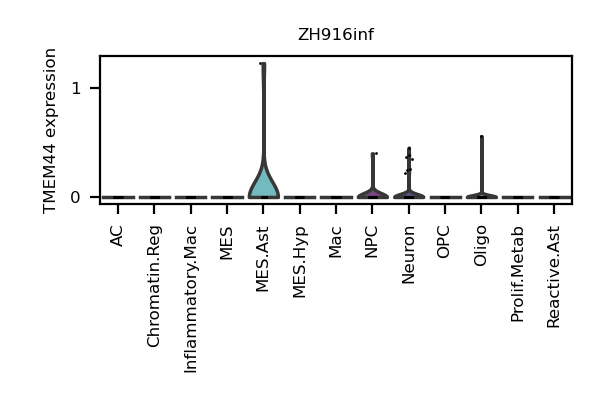 ZH916inf
TMEM44 expression
1
0
AC
Chromatin.Reg
Inflammatory.Mac
MES
MES.Ast
MES.Hyp
Mac
NPC
Neuron
OPC
Oligo
Prolif.Metab
Reactive.Ast